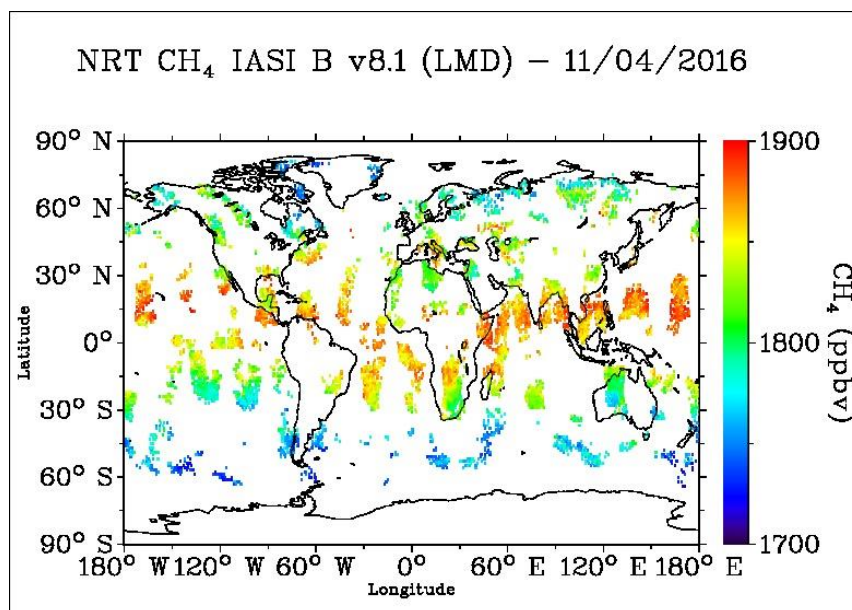 NRT CH₄ IASI B v8.1 (LMD) – 11/04/2016
90° N
60° N
30° N
0°
30° S
60° S
90° S
Latitude
180° W 120° W 60° W 0° 60° E 120° E 180° E
Longitude
1900
1800
1700
CH₄ (ppbv)